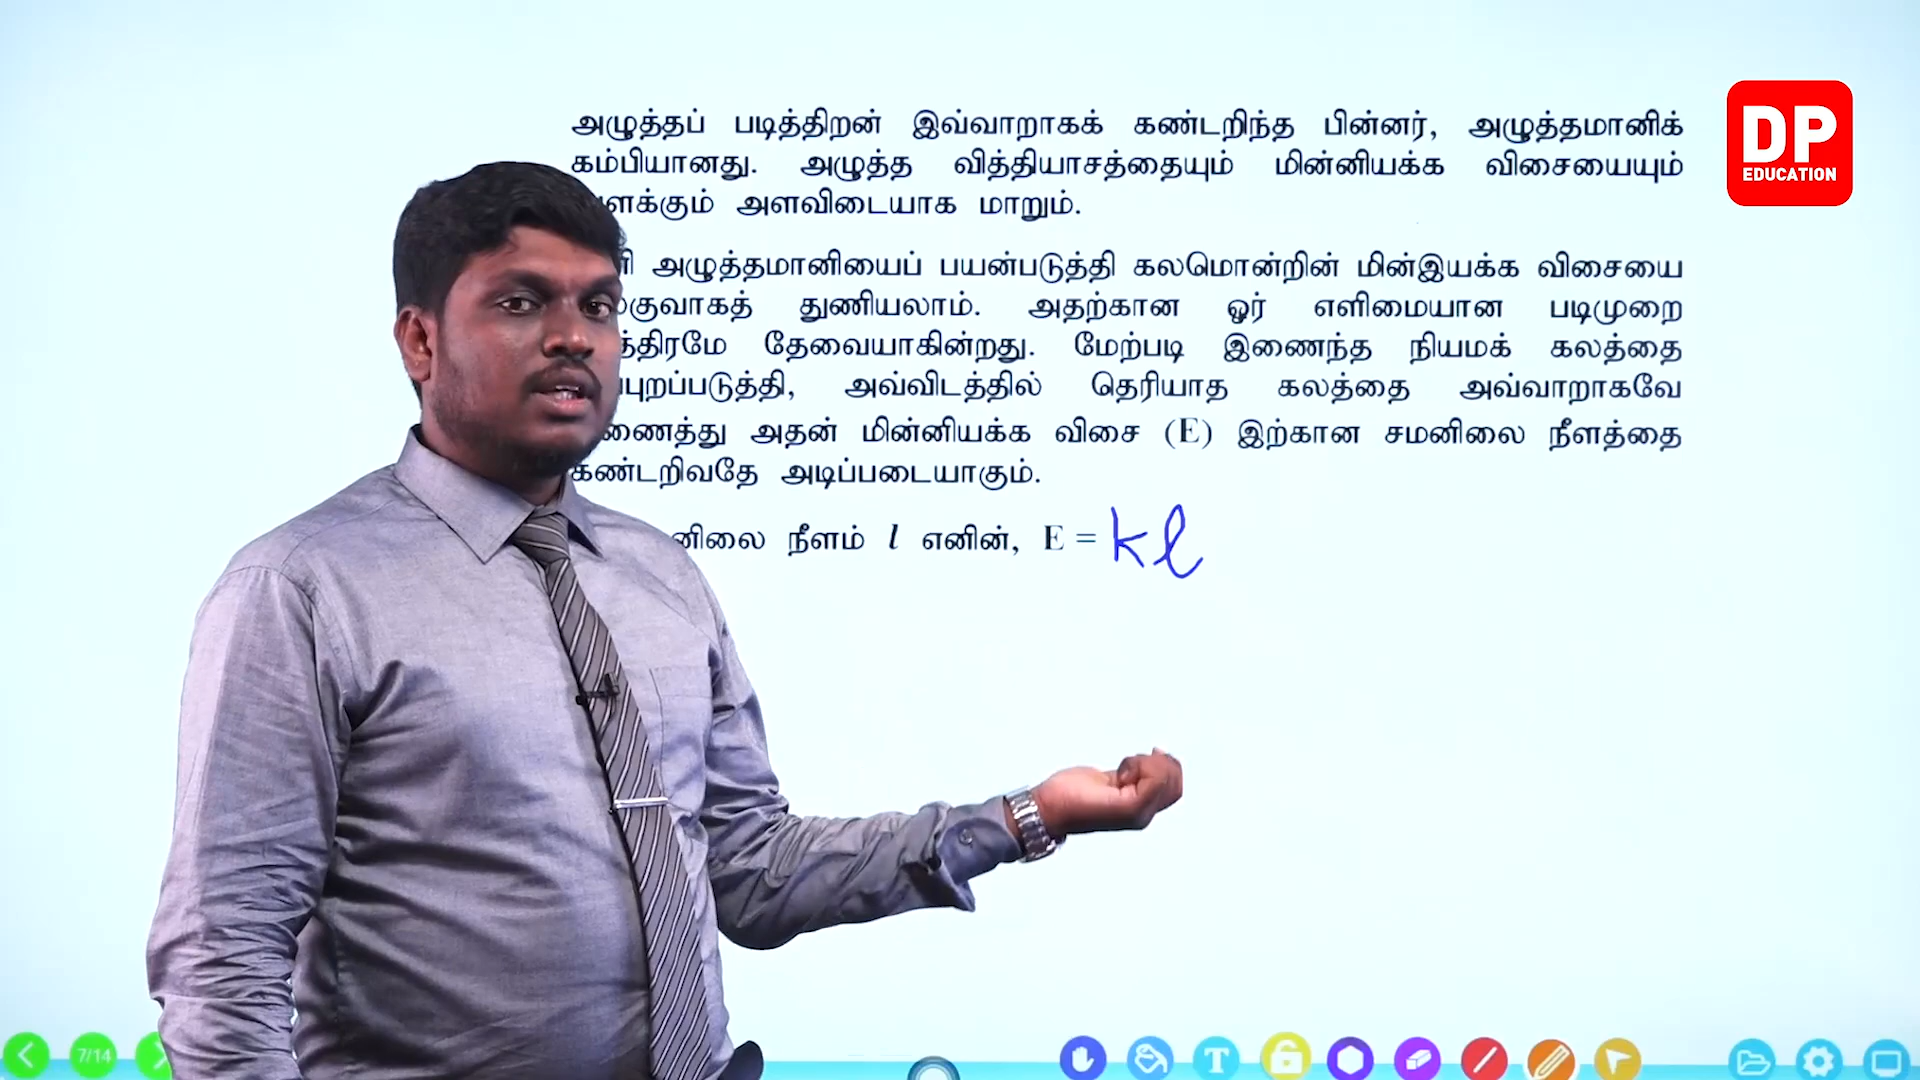 அழுத்தப் படித்திறன் இவ்வாறாகக் கண்டறிந்த பின்னர், அழுத்தமானிக்
கம்பியானது. அழுத்த வித்தியாசத்தையும் மின்னியக்க விசையையும்
அளவிடையாக மாறும்.
அழுத்தமானியைப் பயன்படுத்தி கலமொன்றின் மின்இயக்க விசையை
துணியலாம். அதற்கான ஓர் எளிமையான படிமுறை
தேவையாகின்றது. மேற்படி இணைந்த நியமக் கலத்தை
அவ்விடத்தில் தெரியாத கலத்தை அவ்வாறாகவே
அதன் மின்னியக்க விசை (E) இற்கான சமனிலை நீளத்தை
கண்டறிவதே அடிப்படையாகும்.
நீளம் l எனின், E = kl
DP
EDUCATION
7/14
T